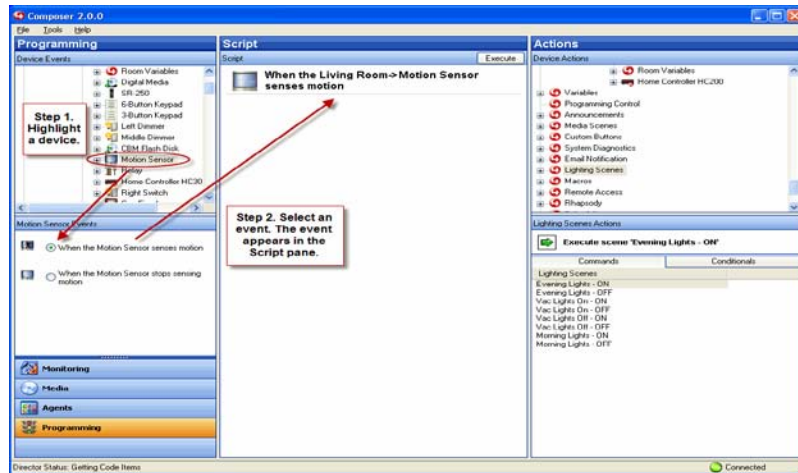 Composer 2.0.0
File Tools Help
Programming
Device Events
Room Variables
Digital Media
SR-250
6-Button Keypad
3-Button Keypad
Left Dimmer
Middle Dimmer
CBM Flash Disk
Motion Sensor
Relay
Home Controller HC30
Right Switch
Step 1.
Highlight
a device.
Motion Sensor Events
When the Motion Sensor senses motion
When the Motion Sensor stops sensing
motion
Monitoring
Media
Agents
Programming
Script
Script Execute
When the Living Room->Motion Sensor
senses motion
Step 2. Select an
event. The event
appears in the
Script pane.
Actions
Device Actions
Room Variables
Home Controller HC200
Variables
Programming Control
Announcements
Media Scenes
Custom Buttons
System Diagnostics
Email Notification
Lighting Scenes
Macros
Remote Access
Rhapsody
Lighting Scenes Actions
Execute scene 'Evening Lights - ON'
Commands Conditionals
Lighting Scenes
Evening Lights - ON
Evening Lights - OFF
Vac Lights On - ON
Vac Lights On - OFF
Vac Lights Off - ON
Vac Lights Off - OFF
Morning Lights - ON
Morning Lights - OFF
Director Status: Getting Code Items
Connected